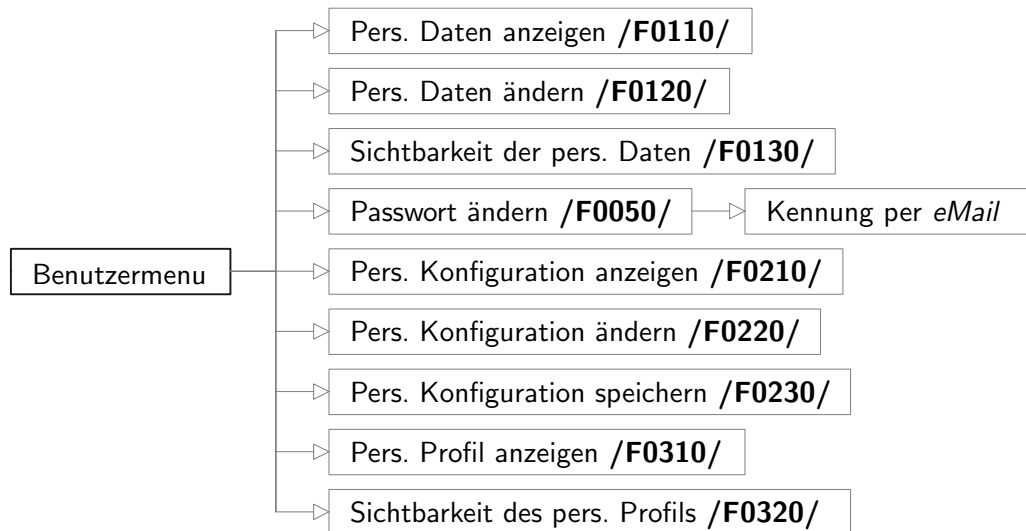 Pers. Daten anzeigen /F0110/
Pers. Daten ändern /F0120/
Sichtbarkeit der pers. Daten /F0130/
Passwort ändern /F0050/
Kennung per eMail
Benutzermenu
Pers. Konfiguration anzeigen /F0210/
Pers. Konfiguration ändern /F0220/
Pers. Konfiguration speichern /F0230/
Pers. Profil anzeigen /F0310/
Sichtbarkeit des pers. Profils /F0320/